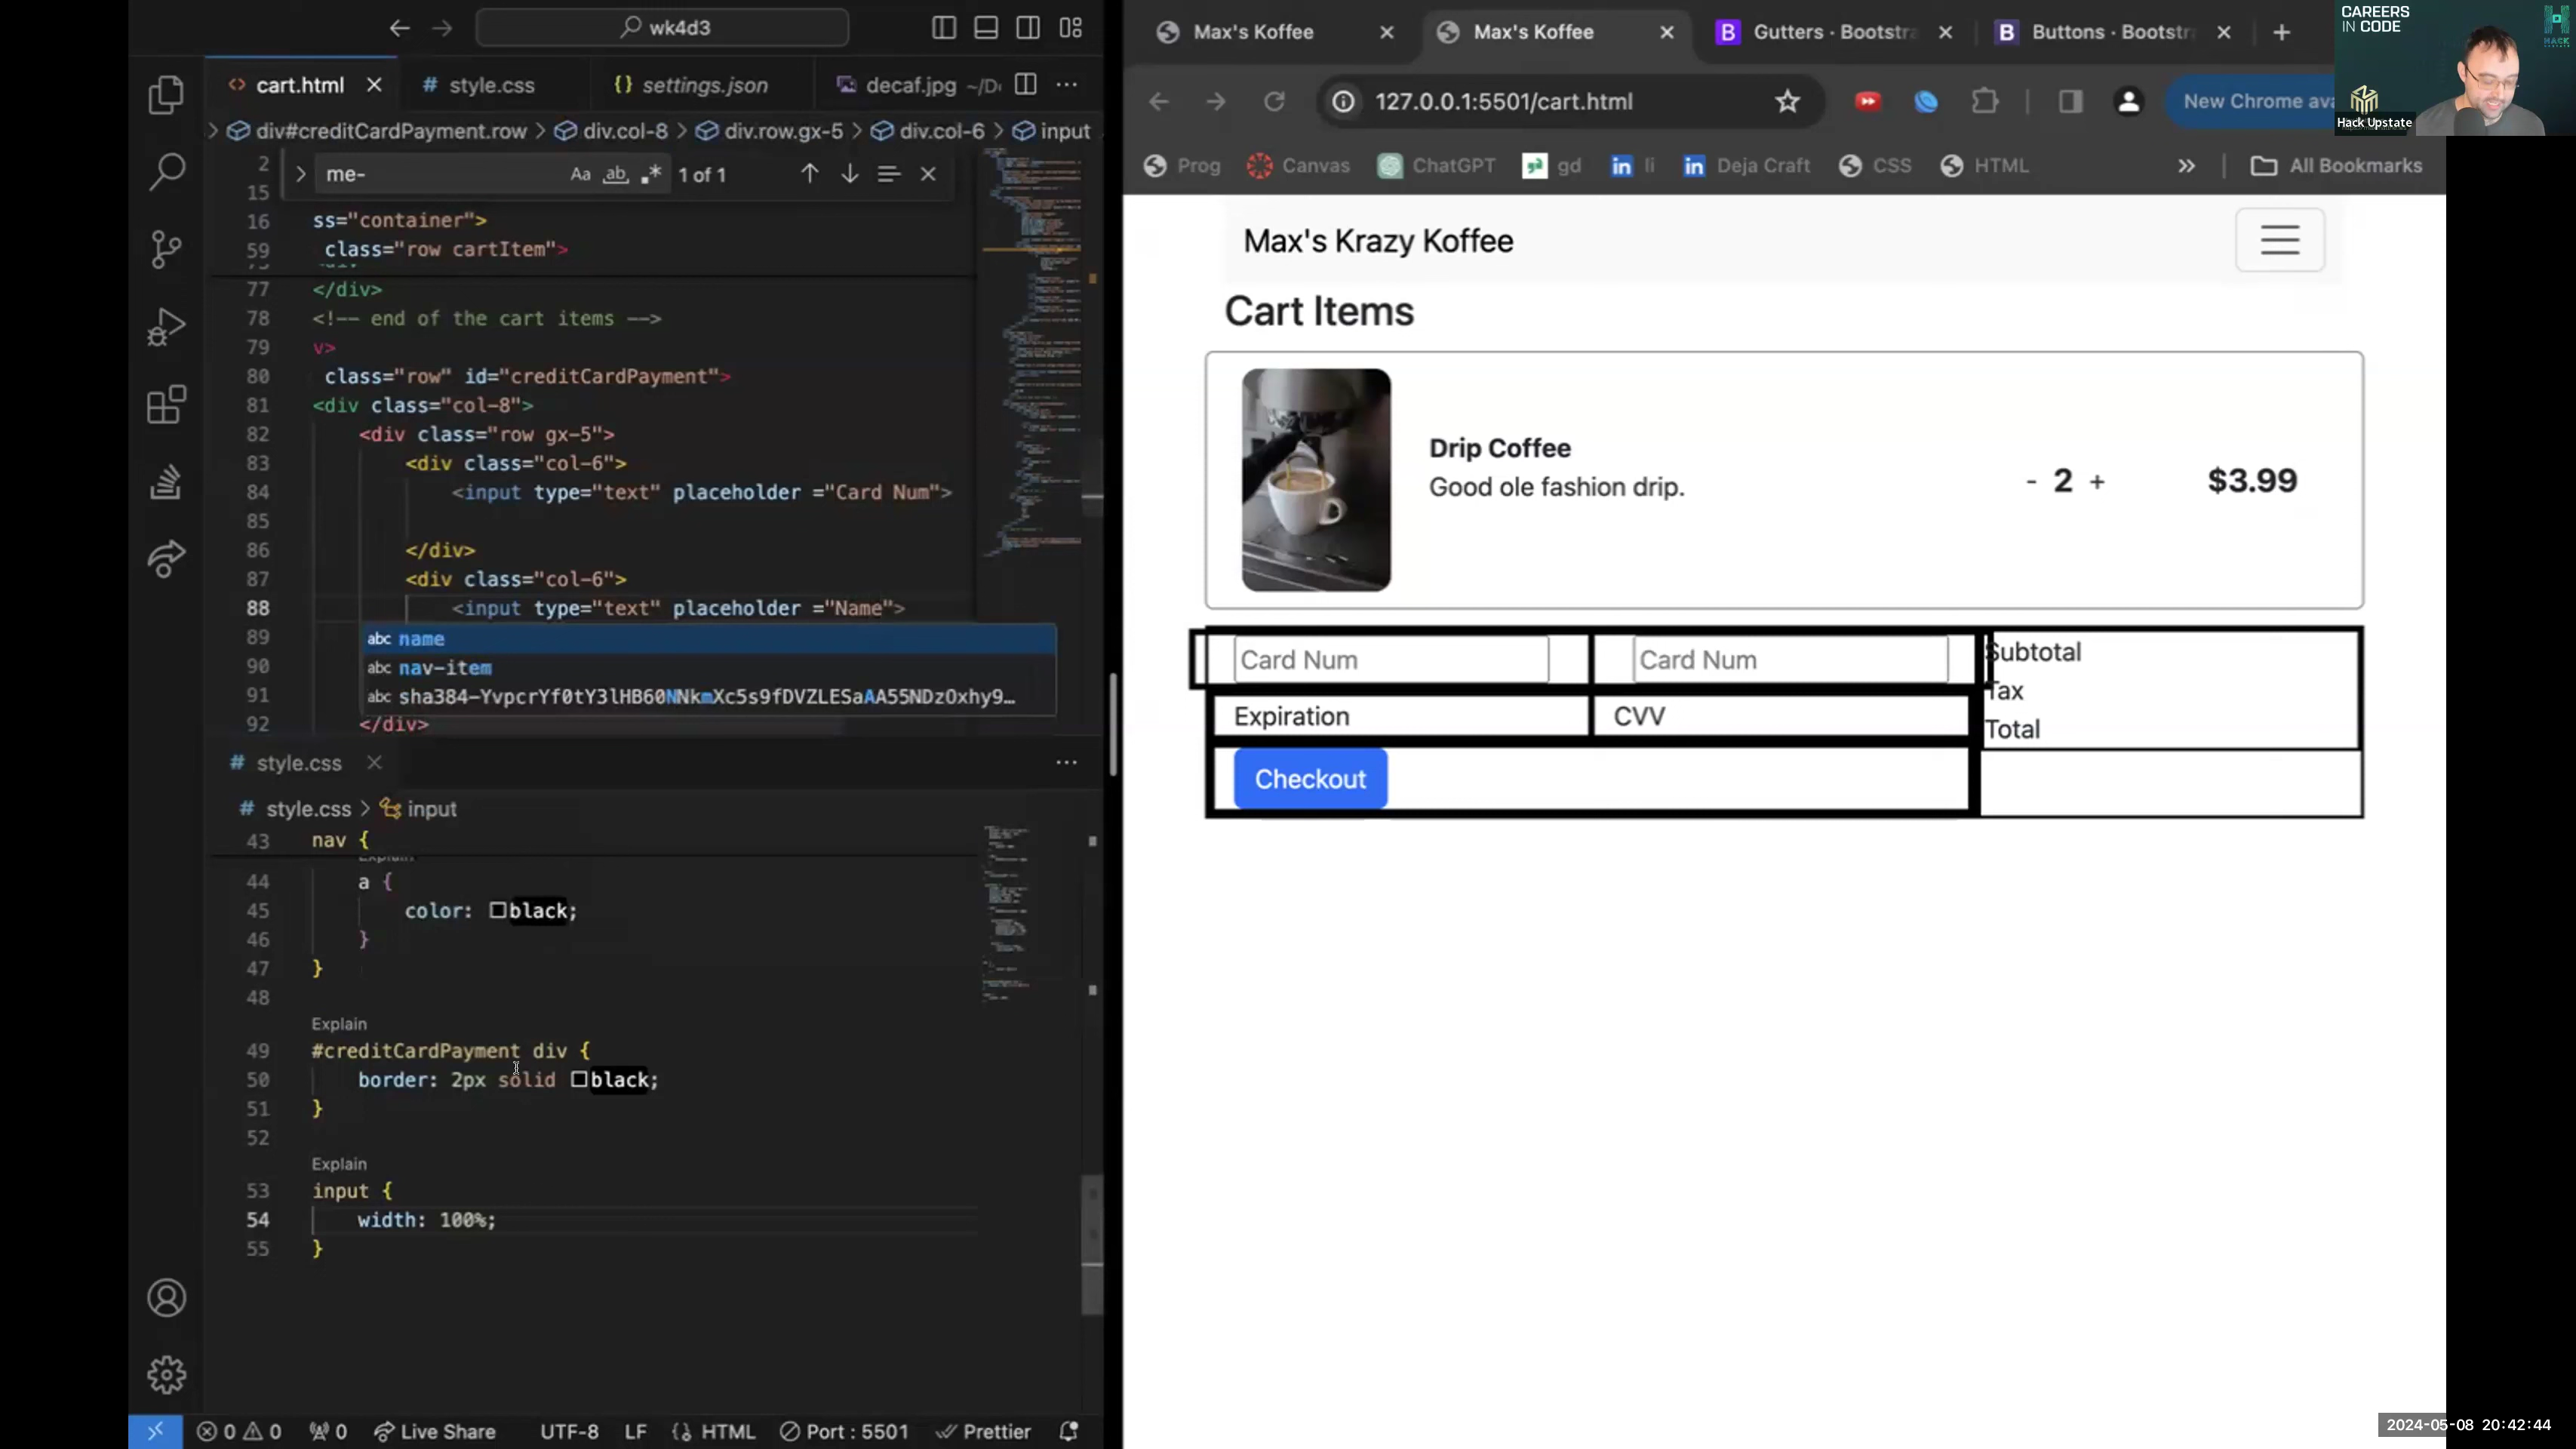 wk4d3
cart.html
style.css
settings.json
decaf.jpg ~/D
div#creditCardPayment.row > div.col-8 > div.row.gx-5 > div.col-6 > input
me-
Aa ab 1 of 1
2
15
16 ss="container">
59 class="row cartItem">
77 </div>
78 <!-- end of the cart items -->
79 v>
80 class="row" id="creditCardPayment">
81 <div class="col-8">
82 <div class="row gx-5">
83 <div class="col-6">
84 <input type="text" placeholder ="Card Num">
85
86 </div>
87 <div class="col-6">
88 <input type="text" placeholder ="Name">
89
90
91
92 </div>
abc name
abc nav-item
style.css
style.css > input
43 nav {
44 a {
45 color: black;
46 }
47 }
48
Explain
49 #creditCardPayment div {
50 border: 2px solid black;
51 }
52
Explain
53 input {
54 width: 100%;
55 }
0 0 0 Live Share UTF-8 LF HTML Port : 5501 Prettier
Max's Koffee
Max's Koffee
Gutters · Bootstra
Buttons · Bootstr
127.0.0.1:5501/cart.html
New Chrome ava
Prog Canvas ChatGPT gd li Deja Craft CSS HTML » All Bookmarks
CAREERS
IN CODE
HACK
Hack Upstate
Max's Krazy Koffee
Cart Items
Drip Coffee
Good ole fashion drip.
- 2 +
$3.99
Card Num
Card Num
Subtotal
Tax
Total
Expiration
CVV
Checkout
2024-05-08 20:42:44